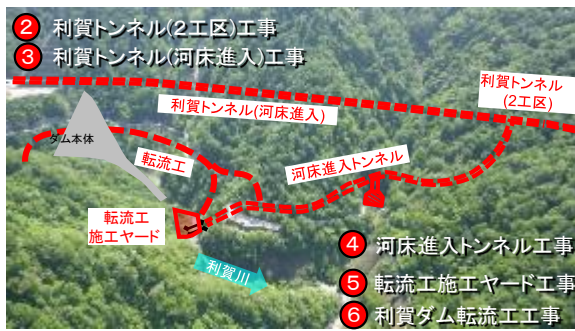 ② 利賀トンネル(2工区)工事
③ 利賀トンネル(河床進入)工事
利賀トンネル
(2工区)
利賀トンネル(河床進入)
ダム本体
転流工
河床進入トンネル
転流工
施工ヤード
利賀川
④ 河床進入トンネル工事
⑤ 転流工施工ヤード工事
⑥ 利賀ダム転流工工事